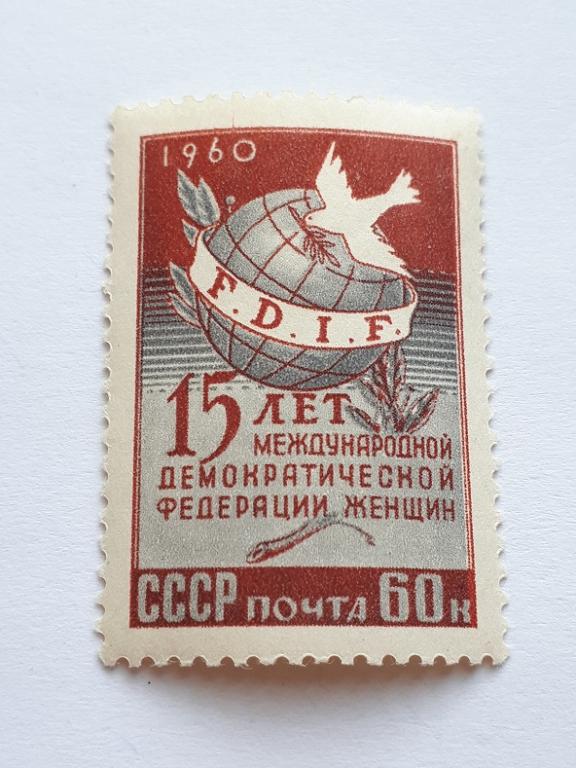 1960
F.D.I.F.
15 ЛЕТ
МЕЖДУНАРОДНОЙ
ДЕМОКРАТИЧЕСКОЙ
ФЕДЕРАЦИИ ЖЕНЩИН
СССР ПОЧТА 60К